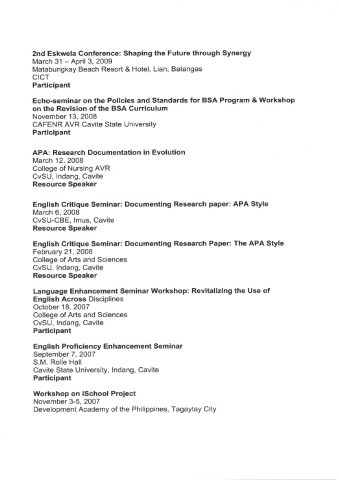 2nd Eskwela Conference: Shaping the Future through Synergy
March 31 – April 3, 2009
Matabungkay Beach Resort & Hotel, Lian, Batangas
CICT
Participant
Echo-seminar on the Policies and Standards for BSA Program & Workshop
on the Revision of the BSA Curriculum
November 13, 2008
CAFENR AVR Cavite State University
Participant
APA: Research Documentation in Evolution
March 12, 2008
College of Nursing AVR
CvSU, Indang, Cavite
Resource Speaker
English Critique Seminar: Documenting Research paper: APA Style
March 6, 2008
CvSU-CBE, Imus, Cavite
Resource Speaker
English Critique Seminar: Documenting Research Paper: The APA Style
February 21, 2008
College of Arts and Sciences
CvSU, Indang, Cavite
Resource Speaker
Language Enhancement Seminar Workshop: Revitalizing the Use of
English Across Disciplines
October 18, 2007
College of Arts and Sciences
CvSU, Indang, Cavite
Participant
English Proficiency Enhancement Seminar
September 7, 2007
S.M. Rolle Hall
Cavite State University, Indang, Cavite
Participant
Workshop on iSchool Project
November 3-5, 2007
Development Academy of the Philippines, Tagaytay City